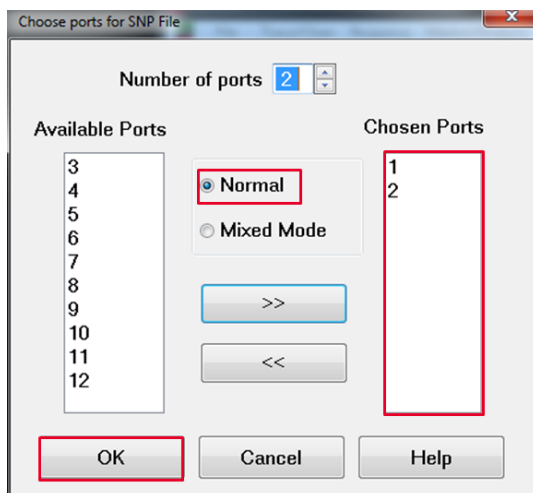 Choose ports for SNP File
Number of ports 2
Available Ports
Chosen Ports
3
4
5
6
7
8
9
10
11
12
Normal
Mixed Mode
>>
<<
1
2
OK
Cancel
Help